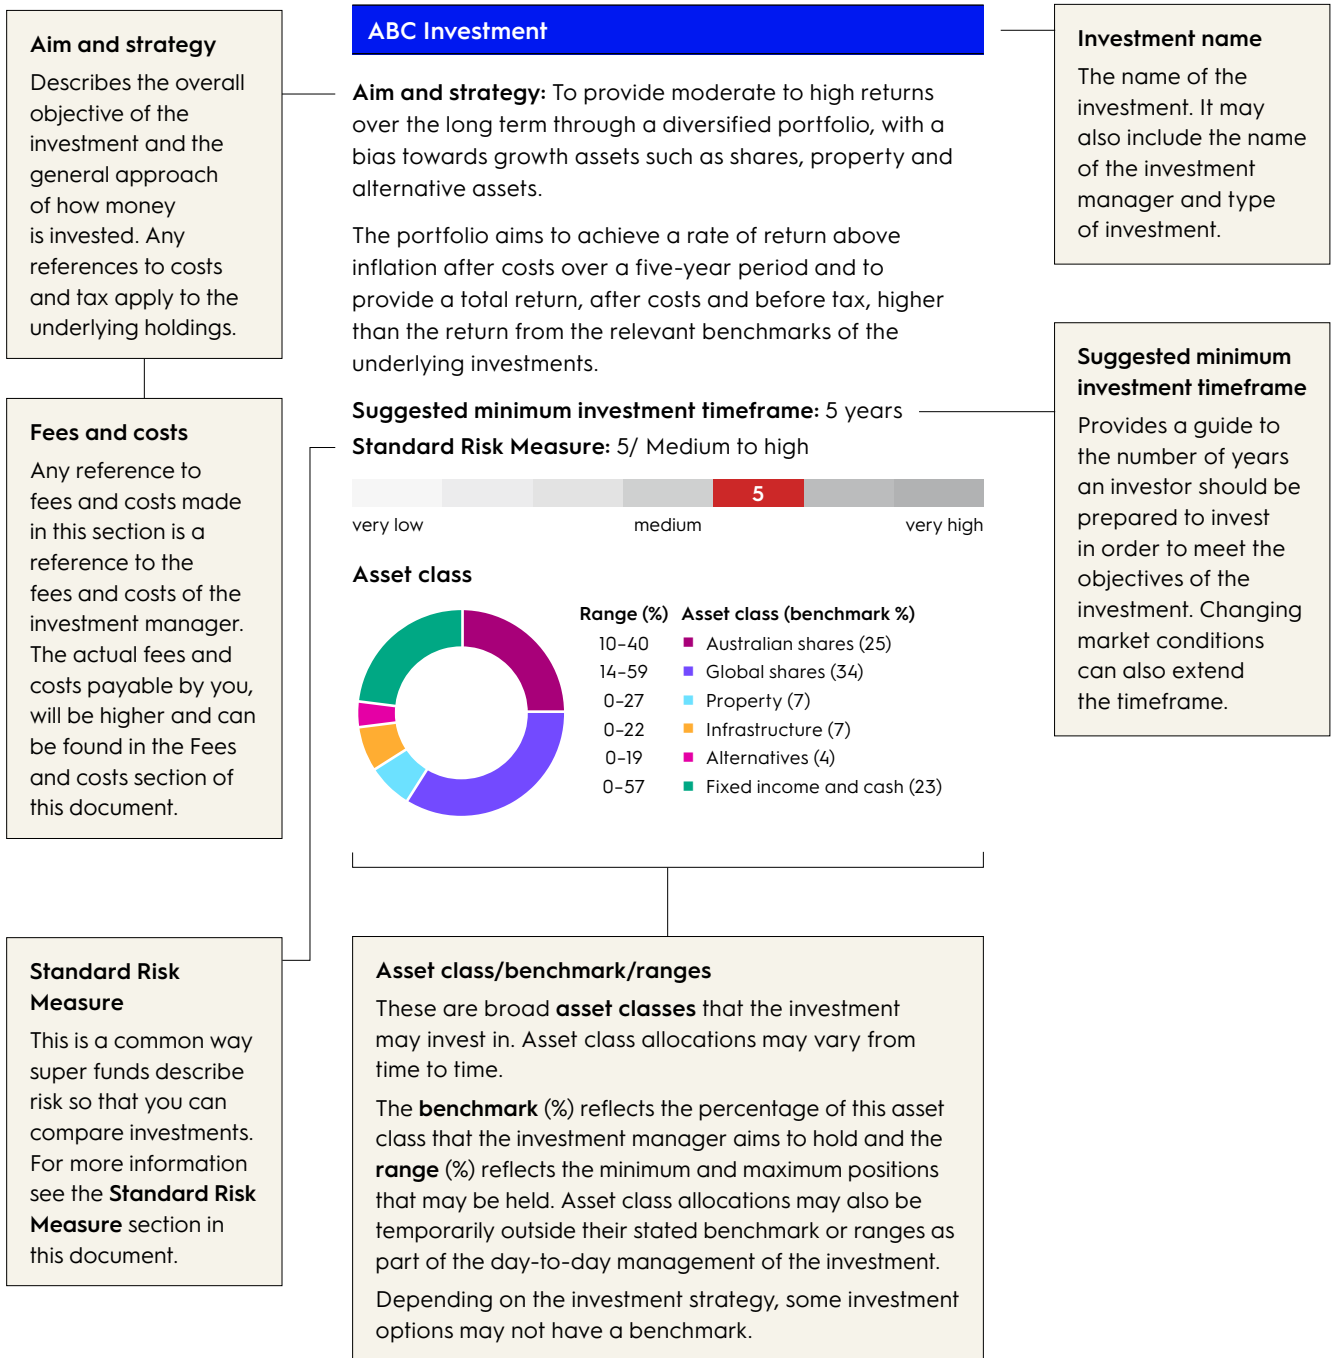 Aim and strategy
Describes the overall
objective of the
investment and the
general approach
of how money
is invested. Any
references to costs
and tax apply to the
underlying holdings.
Fees and costs
Any reference to
fees and costs made
in this section is a
reference to the
fees and costs of the
investment manager.
The actual fees and
costs payable by you,
will be higher and can
be found in the Fees
and costs section of
this document.
Standard Risk
Measure
This is a common way
super funds describe
risk so that you can
compare investments.
For more information
see the Standard Risk
Measure section in
this document.
ABC Investment
Aim and strategy: To provide moderate to high returns
over the long term through a diversified portfolio, with a
bias towards growth assets such as shares, property and
alternative assets.
The portfolio aims to achieve a rate of return above
inflation after costs over a five-year period and to
provide a total return, after costs and before tax, higher
than the return from the relevant benchmarks of the
underlying investments.
Suggested minimum investment timeframe: 5 years
Standard Risk Measure: 5/ Medium to high
5
very low medium very high
Asset class
Range (%) Asset class (benchmark %)
10–40 Australian shares (25)
14–59 Global shares (34)
0–27 Property (7)
0–22 Infrastructure (7)
0–19 Alternatives (4)
0–57 Fixed income and cash (23)
Asset class/benchmark/ranges
These are broad asset classes that the investment
may invest in. Asset class allocations may vary from
time to time.
The benchmark (%) reflects the percentage of this asset
class that the investment manager aims to hold and the
range (%) reflects the minimum and maximum positions
that may be held. Asset class allocations may also be
temporarily outside their stated benchmark or ranges as
part of the day-to-day management of the investment.
Depending on the investment strategy, some investment
options may not have a benchmark.
Investment name
The name of the
investment. It may
also include the name
of the investment
manager and type
of investment.
Suggested minimum
investment timeframe
Provides a guide to
the number of years
an investor should be
prepared to invest
in order to meet the
objectives of the
investment. Changing
market conditions
can also extend
the timeframe.